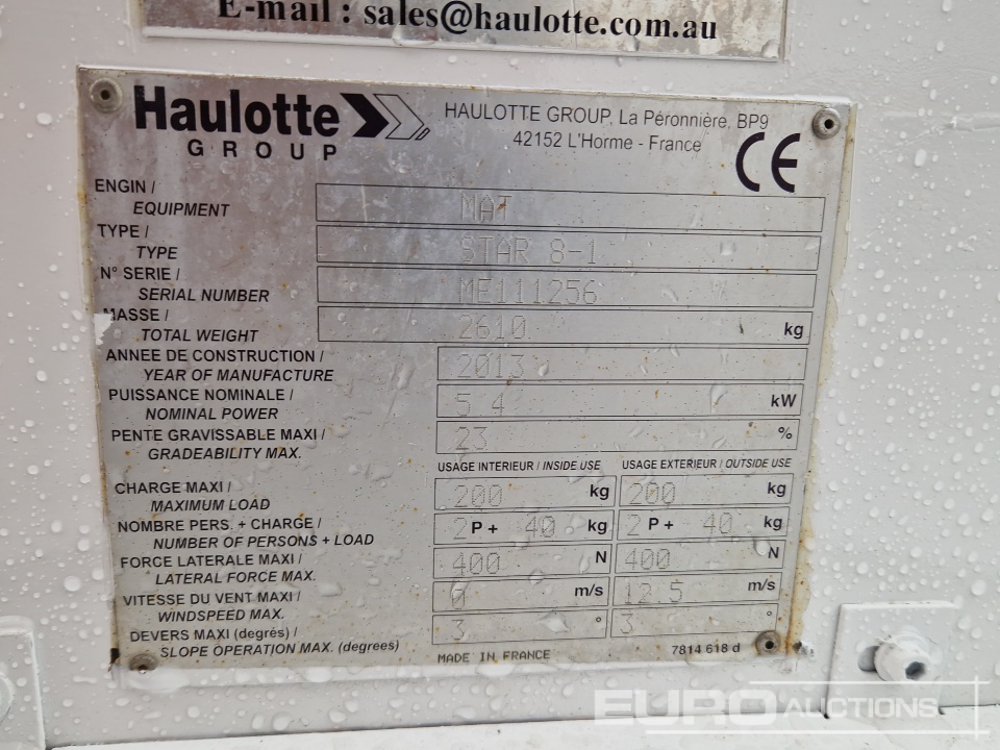 E-mail : sales@haulotte.com.au
Haulotte
GROUP
HAULOTTE GROUP, La Péronnière, BP9
42152 L'Horme - France
CE
ENGIN /
EQUIPMENT
MAT
TYPE /
TYPE
STAR 8-1
N° SERIE /
SERIAL NUMBER
ME111256
MASSE /
TOTAL WEIGHT
2610 kg
ANNEE DE CONSTRUCTION /
YEAR OF MANUFACTURE
2013
PUISSANCE NOMINALE /
NOMINAL POWER
5 4 kW
PENTE GRAVISSABLE MAXI /
GRADEABILITY MAX.
23 %
USAGE INTERIEUR / INSIDE USE USAGE EXTERIEUR / OUTSIDE USE
CHARGE MAXI /
MAXIMUM LOAD
200 kg 200 kg
NOMBRE PERS. + CHARGE /
NUMBER OF PERSONS + LOAD
2 P + 40 kg 2 P + 40 kg
FORCE LATERALE MAXI /
LATERAL FORCE MAX.
400 N 400 N
VITESSE DU VENT MAXI /
WINDSPEED MAX.
0 m/s 12.5 m/s
DEVERS MAXI (degrés) /
SLOPE OPERATION MAX. (degrees)
3 ° 3 °
MADE IN FRANCE 7814 618 d
EURO AUCTIONS